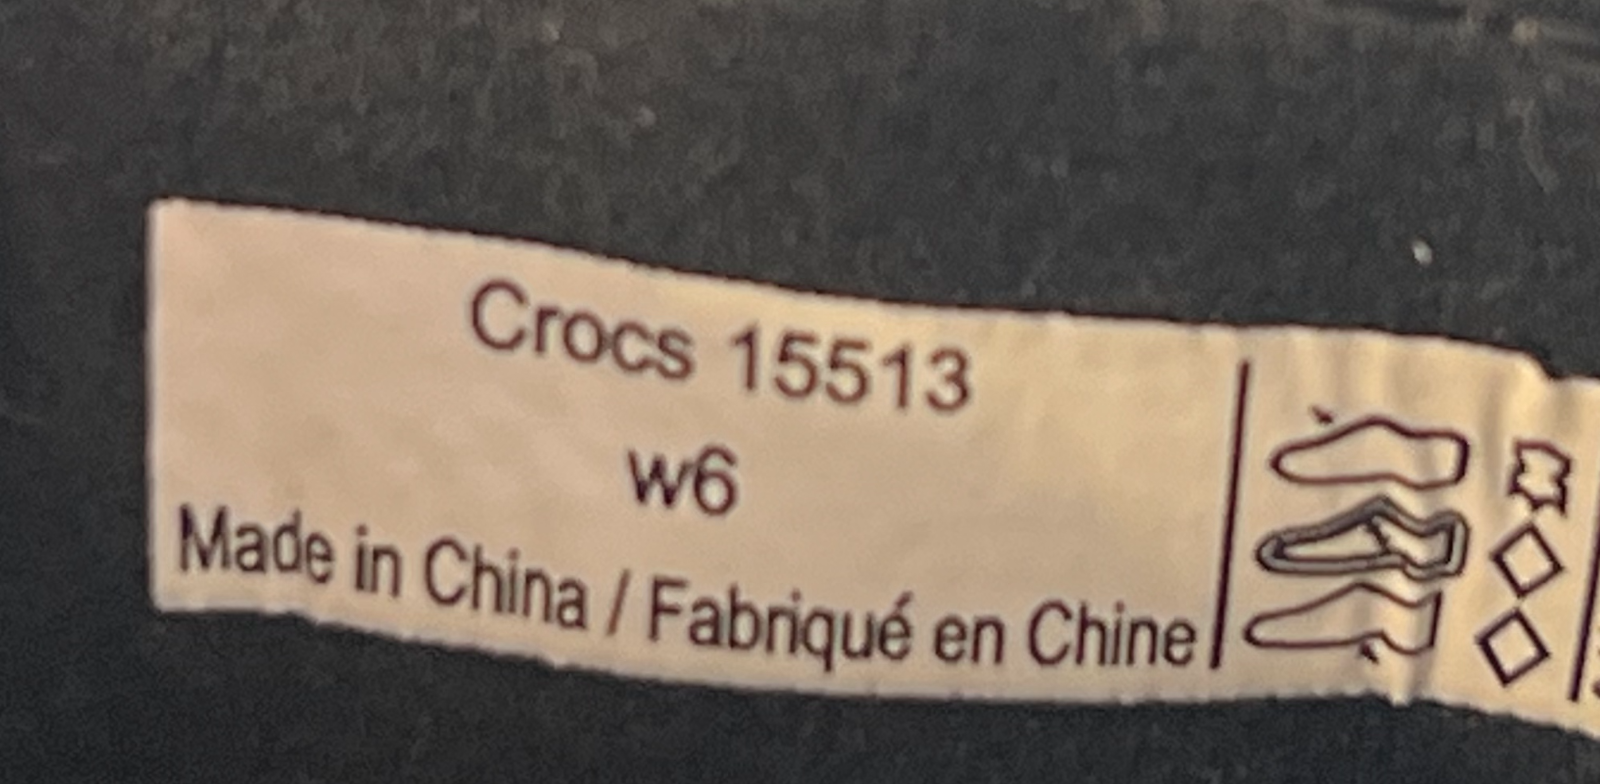 Crocs 15513
w6
Made in China / Fabriqué en Chine